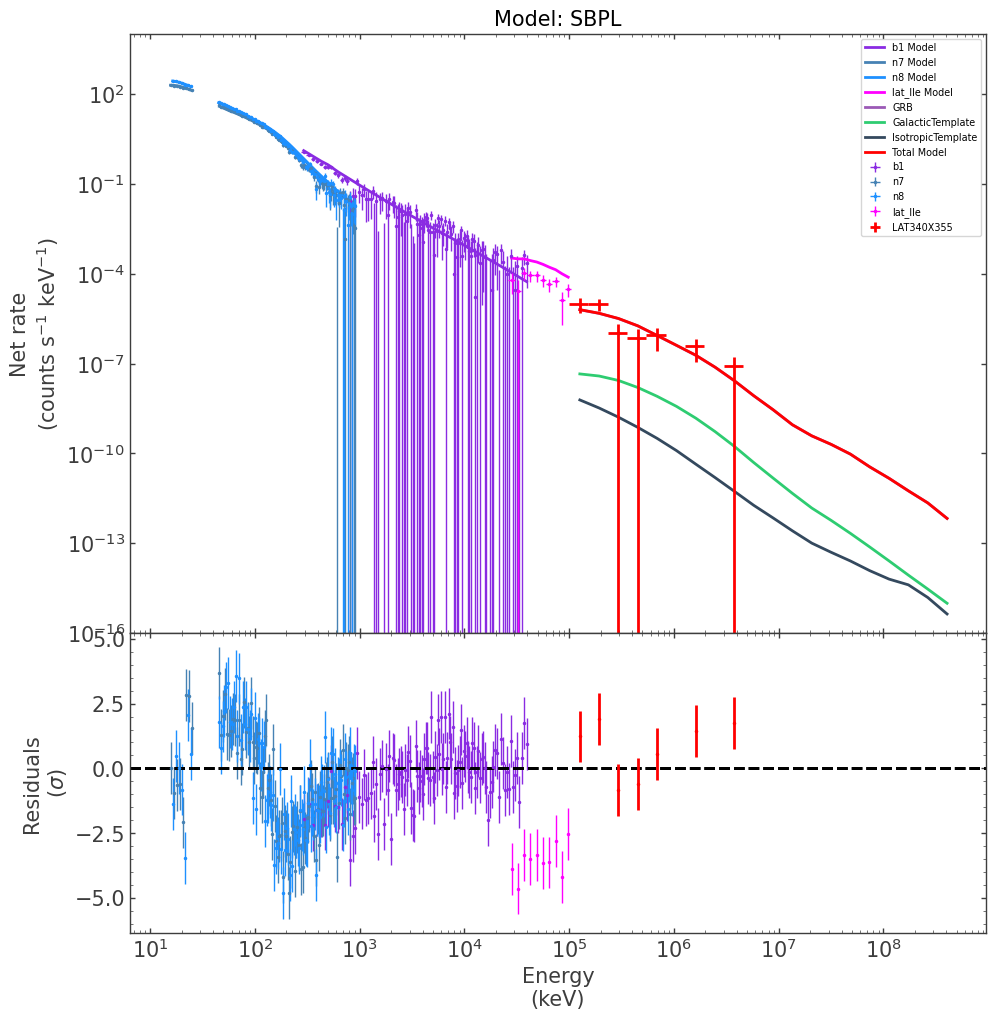 Model: SBPL
b1 Model
n7 Model
n8 Model
lat_lle Model
GRB
GalacticTemplate
IsotropicTemplate
Total Model
b1
n7
n8
lat_lle
LAT340X355
Net rate
(counts s⁻¹ keV⁻¹)
10²
10⁻¹
10⁻⁴
10⁻⁷
10⁻¹⁰
10⁻¹³
10⁻¹⁶
Residuals
(σ)
5.0
2.5
0.0
−2.5
−5.0
10¹ 10² 10³ 10⁴ 10⁵ 10⁶ 10⁷ 10⁸
Energy
(keV)